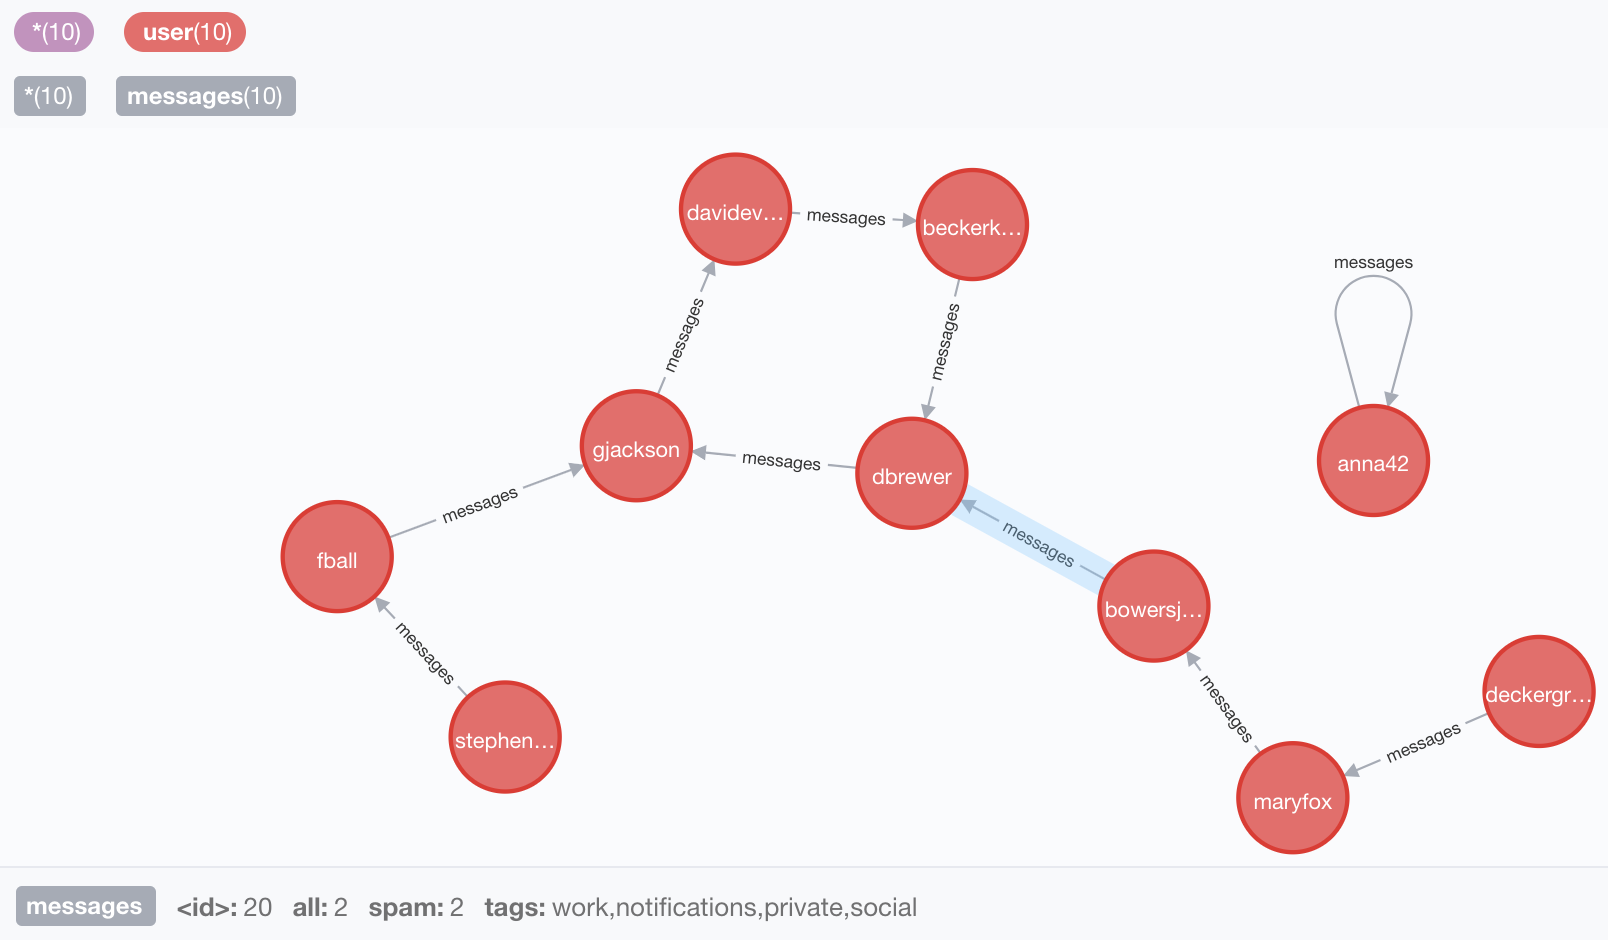 *(10) user(10)
*(10) messages(10)
davidev…
messages
beckerk…
messages
messages
messages
messages
anna42
gjackson
messages
dbrewer
messages
messages
fball
bowersj…
messages
messages
deckergr…
stephen…
messages
maryfox
messages <id>: 20 all: 2 spam: 2 tags: work,notifications,private,social